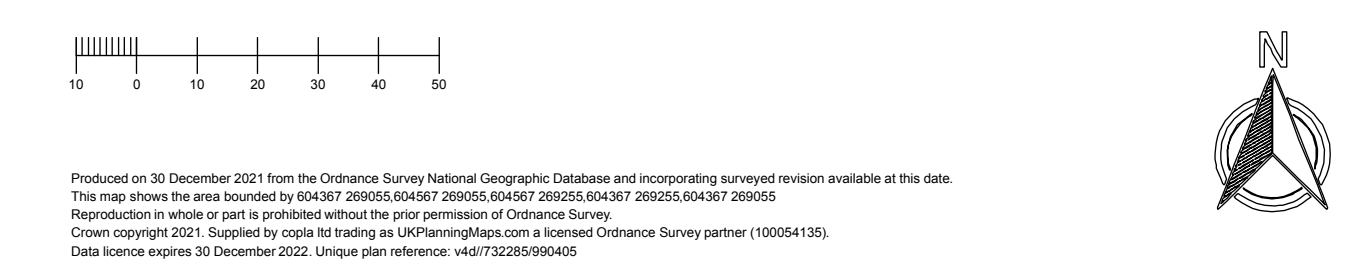 N
10 0 10 20 30 40 50
Produced on 30 December 2021 from the Ordnance Survey National Geographic Database and incorporating surveyed revision available at this date.
This map shows the area bounded by 604367 269055,604567 269055,604567 269255,604367 269255,604367 269055
Reproduction in whole or part is prohibited without the prior permission of Ordnance Survey.
Crown copyright 2021. Supplied by copla ltd trading as UKPlanningMaps.com a licensed Ordnance Survey partner (100054135).
Data licence expires 30 December 2022. Unique plan reference: v4d//732285/990405